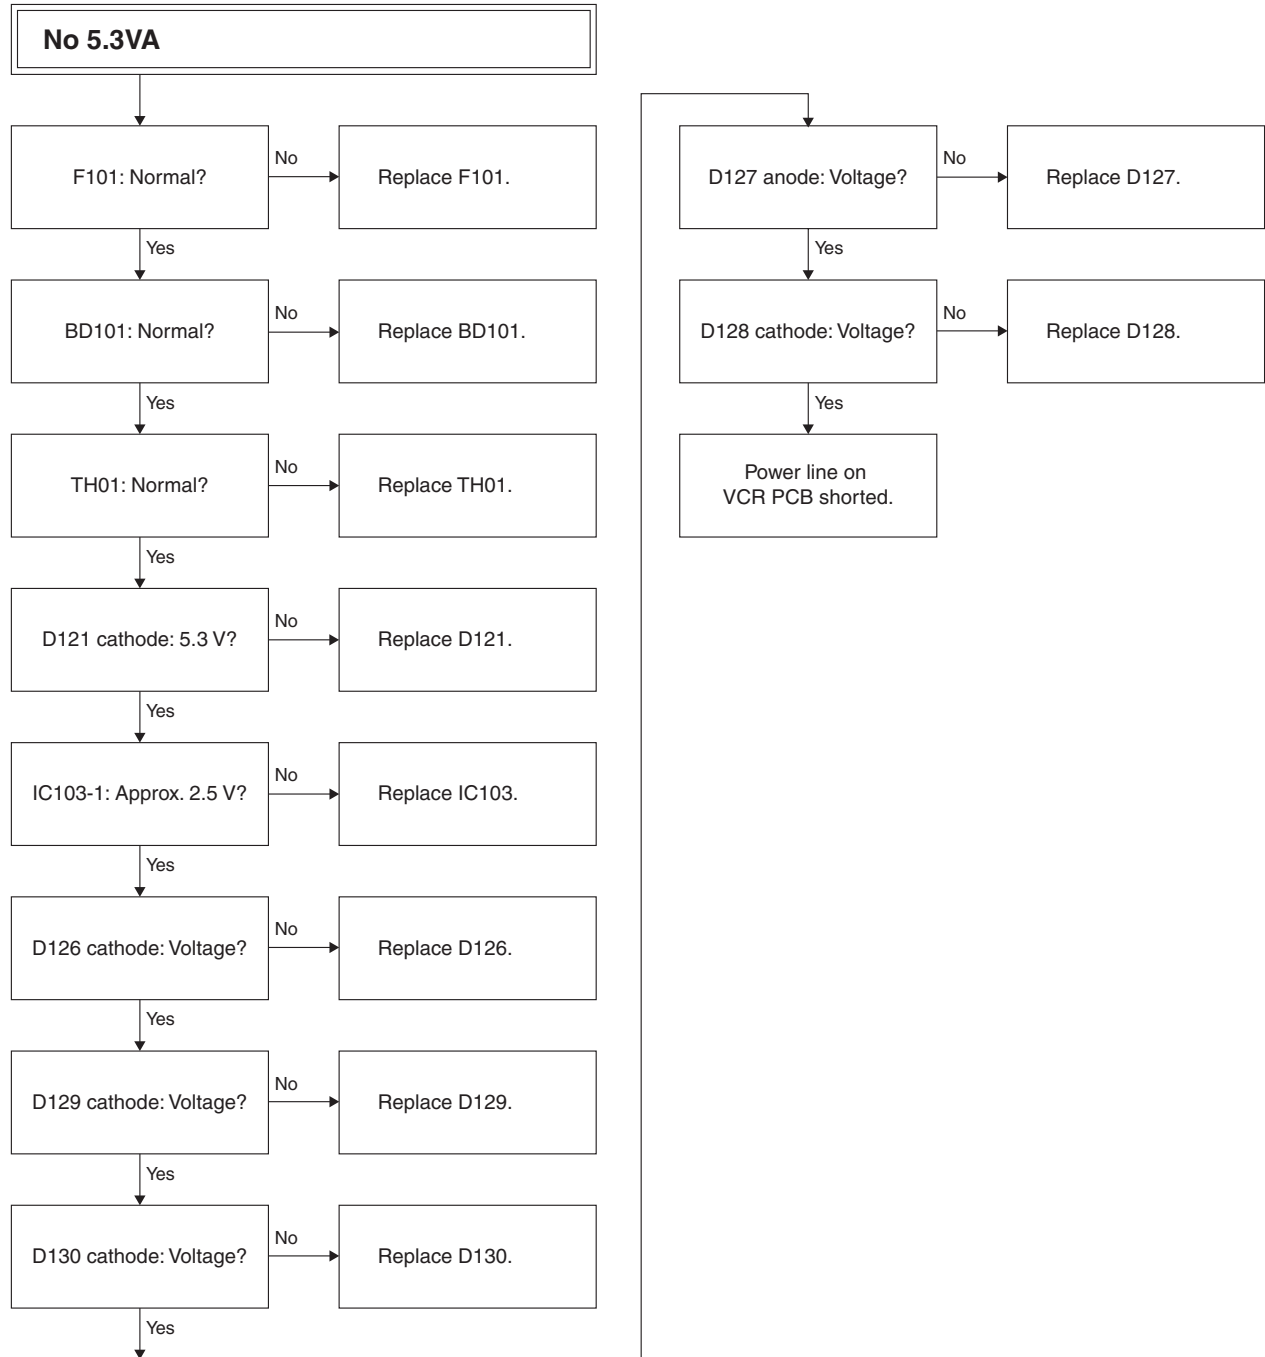 No 5.3VA
F101: Normal?
No
Replace F101.
Yes
BD101: Normal?
No
Replace BD101.
Yes
TH01: Normal?
No
Replace TH01.
Yes
D121 cathode: 5.3 V?
No
Replace D121.
Yes
IC103-1: Approx. 2.5 V?
No
Replace IC103.
Yes
D126 cathode: Voltage?
No
Replace D126.
Yes
D129 cathode: Voltage?
No
Replace D129.
Yes
D130 cathode: Voltage?
No
Replace D130.
Yes
D127 anode: Voltage?
No
Replace D127.
Yes
D128 cathode: Voltage?
No
Replace D128.
Yes
Power line on
VCR PCB shorted.